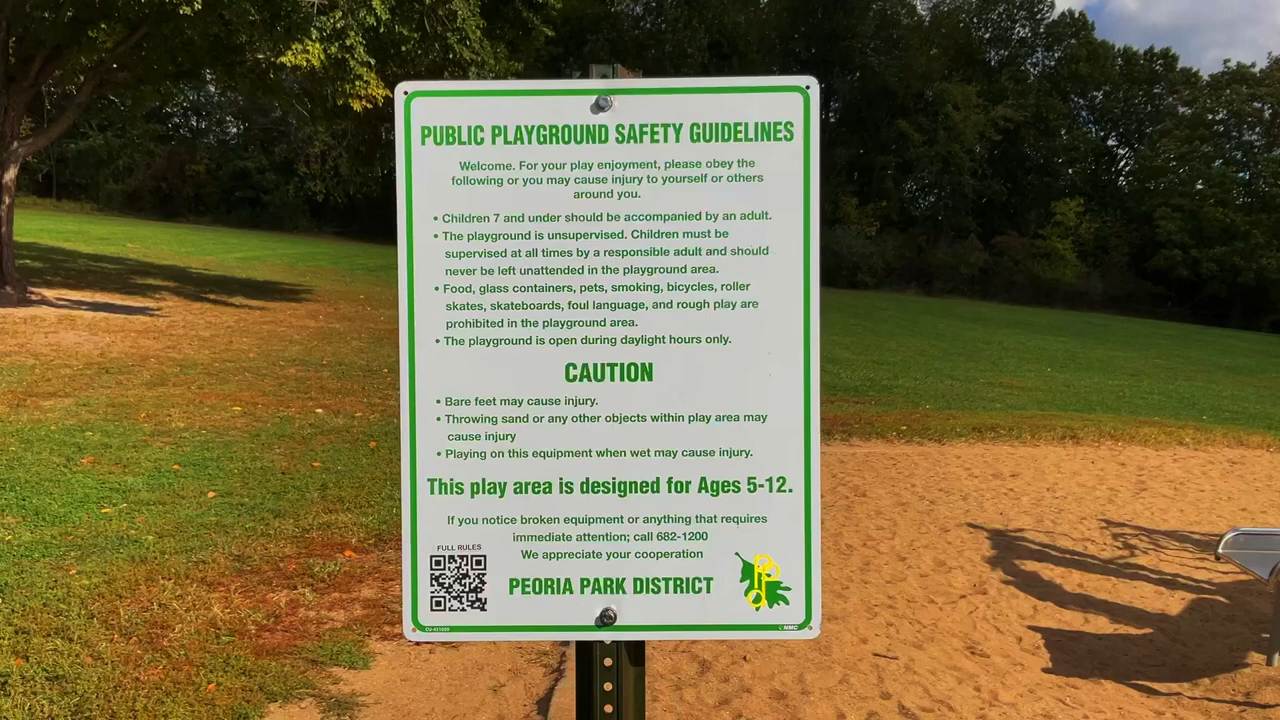 PUBLIC PLAYGROUND SAFETY GUIDELINES
Welcome. For your play enjoyment, please obey the
following or you may cause injury to yourself or others
around you.
• Children 7 and under should be accompanied by an adult.
• The playground is unsupervised. Children must be
supervised at all times by a responsible adult and should
never be left unattended in the playground area.
• Food, glass containers, pets, smoking, bicycles, roller
skates, skateboards, foul language, and rough play are
prohibited in the playground area.
• The playground is open during daylight hours only.
CAUTION
• Bare feet may cause injury.
• Throwing sand or any other objects within play area may
cause injury
• Playing on this equipment when wet may cause injury.
This play area is designed for Ages 5-12.
If you notice broken equipment or anything that requires
immediate attention; call 682-1200
We appreciate your cooperation
FULL RULES
PEORIA PARK DISTRICT
ppd
NMC